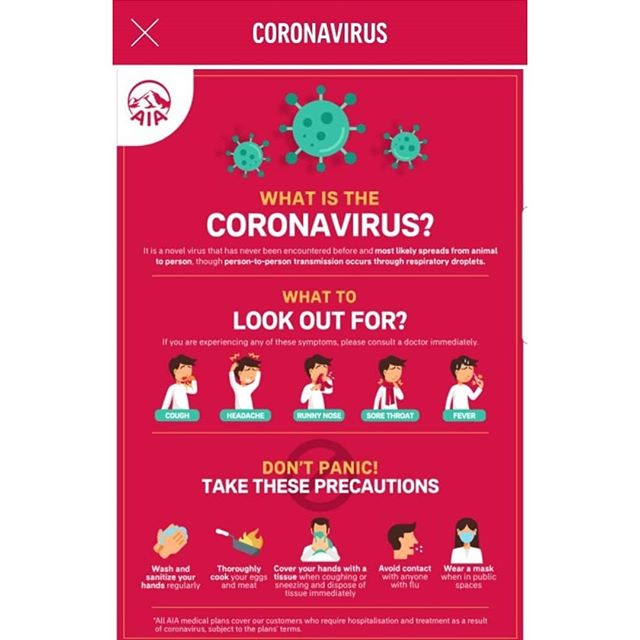 CORONAVIRUS
AIA
WHAT IS THE
CORONAVIRUS?
It is a novel virus that has never been encountered before and most likely spreads from animal
to person, though person-to-person transmission occurs through respiratory droplets.
WHAT TO
LOOK OUT FOR?
If you are experiencing any of these symptoms, please consult a doctor immediately.
COUGH
HEADACHE
RUNNY NOSE
SORE THROAT
FEVER
DON'T PANIC!
TAKE THESE PRECAUTIONS
Wash and
sanitize your
hands regularly
Thoroughly
cook your eggs
and meat
Cover your hands with a
tissue when coughing or
sneezing and dispose of
tissue immediately
Avoid contact
with anyone
with flu
Wear a mask
when in public
spaces
*All AIA medical plans cover our customers who require hospitalisation and treatment as a result
of coronavirus, subject to the plans' terms.